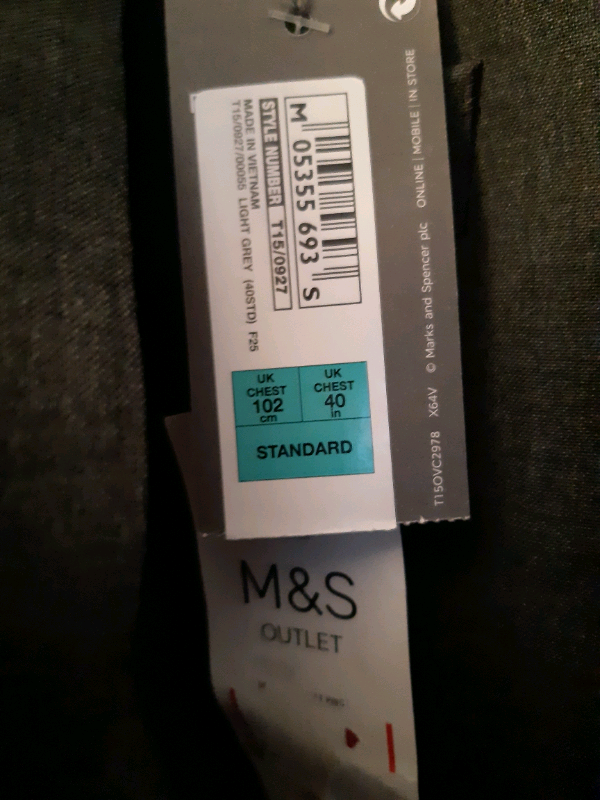 M 05355 693 S
STYLE NUMBER T15/0927
MADE IN VIETNAM
T15/0927/00055 LIGHT GREY (40STD) F25
UK
CHEST
102
cm
UK
CHEST
40
in
STANDARD
T15OVC2978 X64V © Marks and Spencer plc ONLINE | MOBILE | IN STORE
M&S
OUTLET